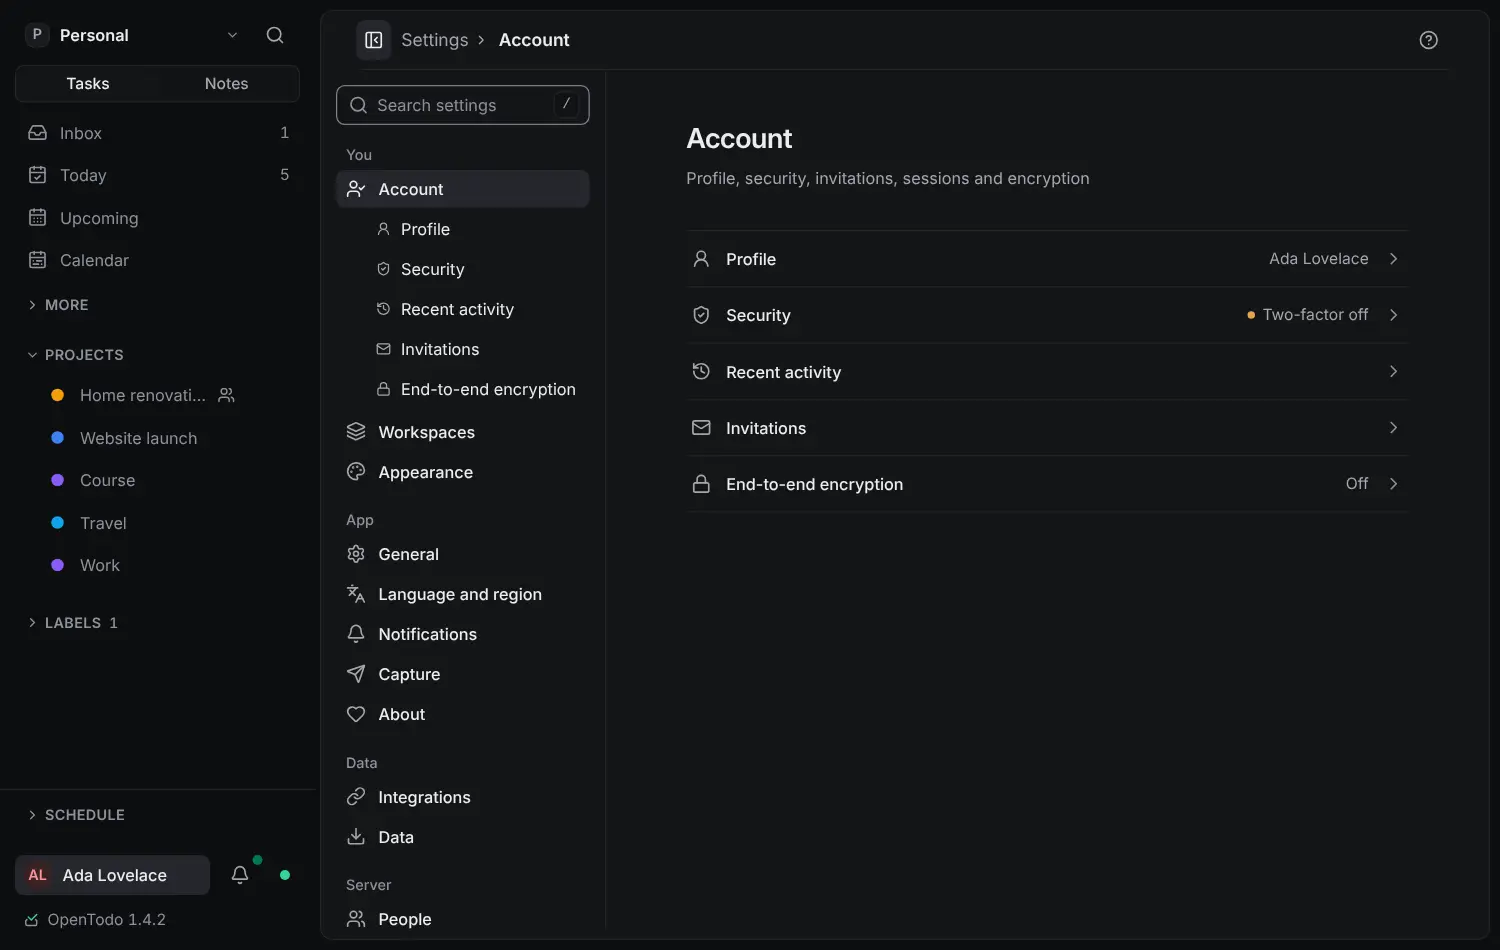 P Personal
Tasks Notes
Inbox 1
Today 5
Upcoming
Calendar
MORE
PROJECTS
Home renovati...
Website launch
Course
Travel
Work
LABELS 1
SCHEDULE
AL Ada Lovelace
OpenTodo 1.4.2
Settings Account
Search settings /
You
Account
Profile
Security
Recent activity
Invitations
End-to-end encryption
Workspaces
Appearance
App
General
Language and region
Notifications
Capture
About
Data
Integrations
Data
Server
People
Account
Profile, security, invitations, sessions and encryption
Profile Ada Lovelace
Security Two-factor off
Recent activity
Invitations
End-to-end encryption Off